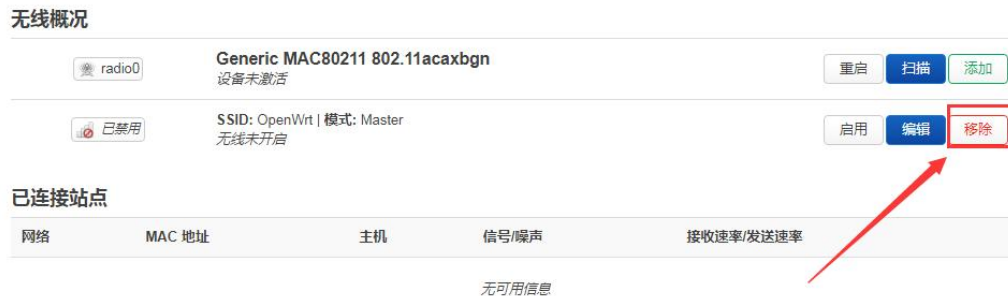 无线概况
radio0 Generic MAC80211 802.11acaxbgn 重启 扫描 添加
设备未激活
已禁用 SSID: OpenWrt | 模式: Master 启用 编辑 移除
无线未开启
已连接站点
网络 MAC 地址 主机 信号/噪声 接收速率/发送速率
无可用信息